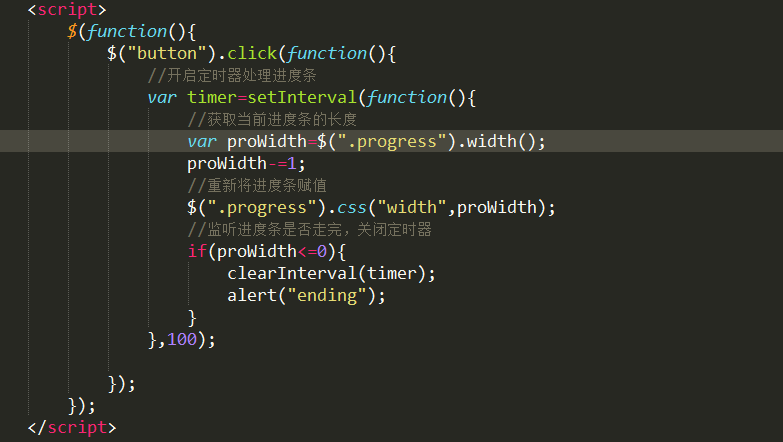 <script>
$(function(){
$("button").click(function(){
//开启定时器处理进度条
var timer=setInterval(function(){
//获取当前进度条的长度
var proWidth=$(".progress").width();
proWidth-=1;
//重新将进度条赋值
$(".progress").css("width",proWidth);
//监听进度条是否走完，关闭定时器
if(proWidth<=0){
clearInterval(timer);
alert("ending");
}
},100);
});
});
</script>